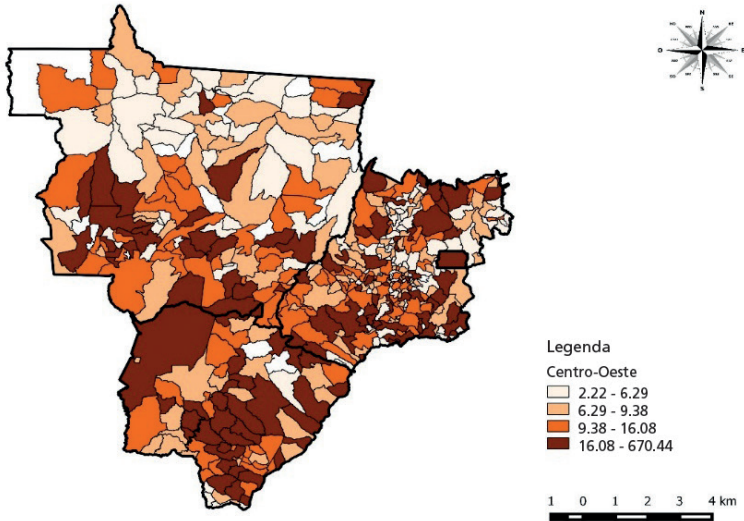 N
D
E
S
Legenda
Centro-Oeste
2.22 - 6.29
6.29 - 9.38
9.38 - 16.08
16.08 - 670.44
1 0 1 2 3 4 km